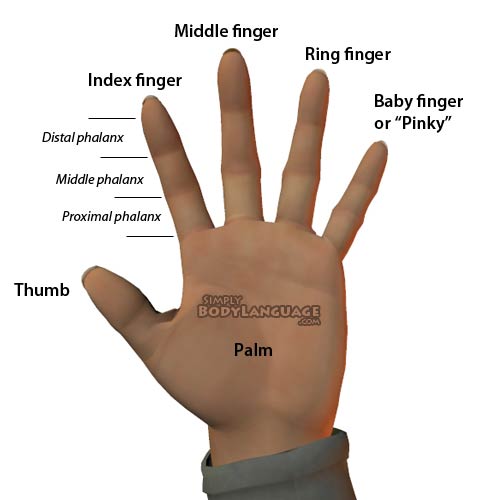 Middle finger
Ring finger
Index finger
Baby finger
or “Pinky”
Distal phalanx
Middle phalanx
Proximal phalanx
Thumb
SIMPLY
BODYLANGUAGE
.COM
Palm